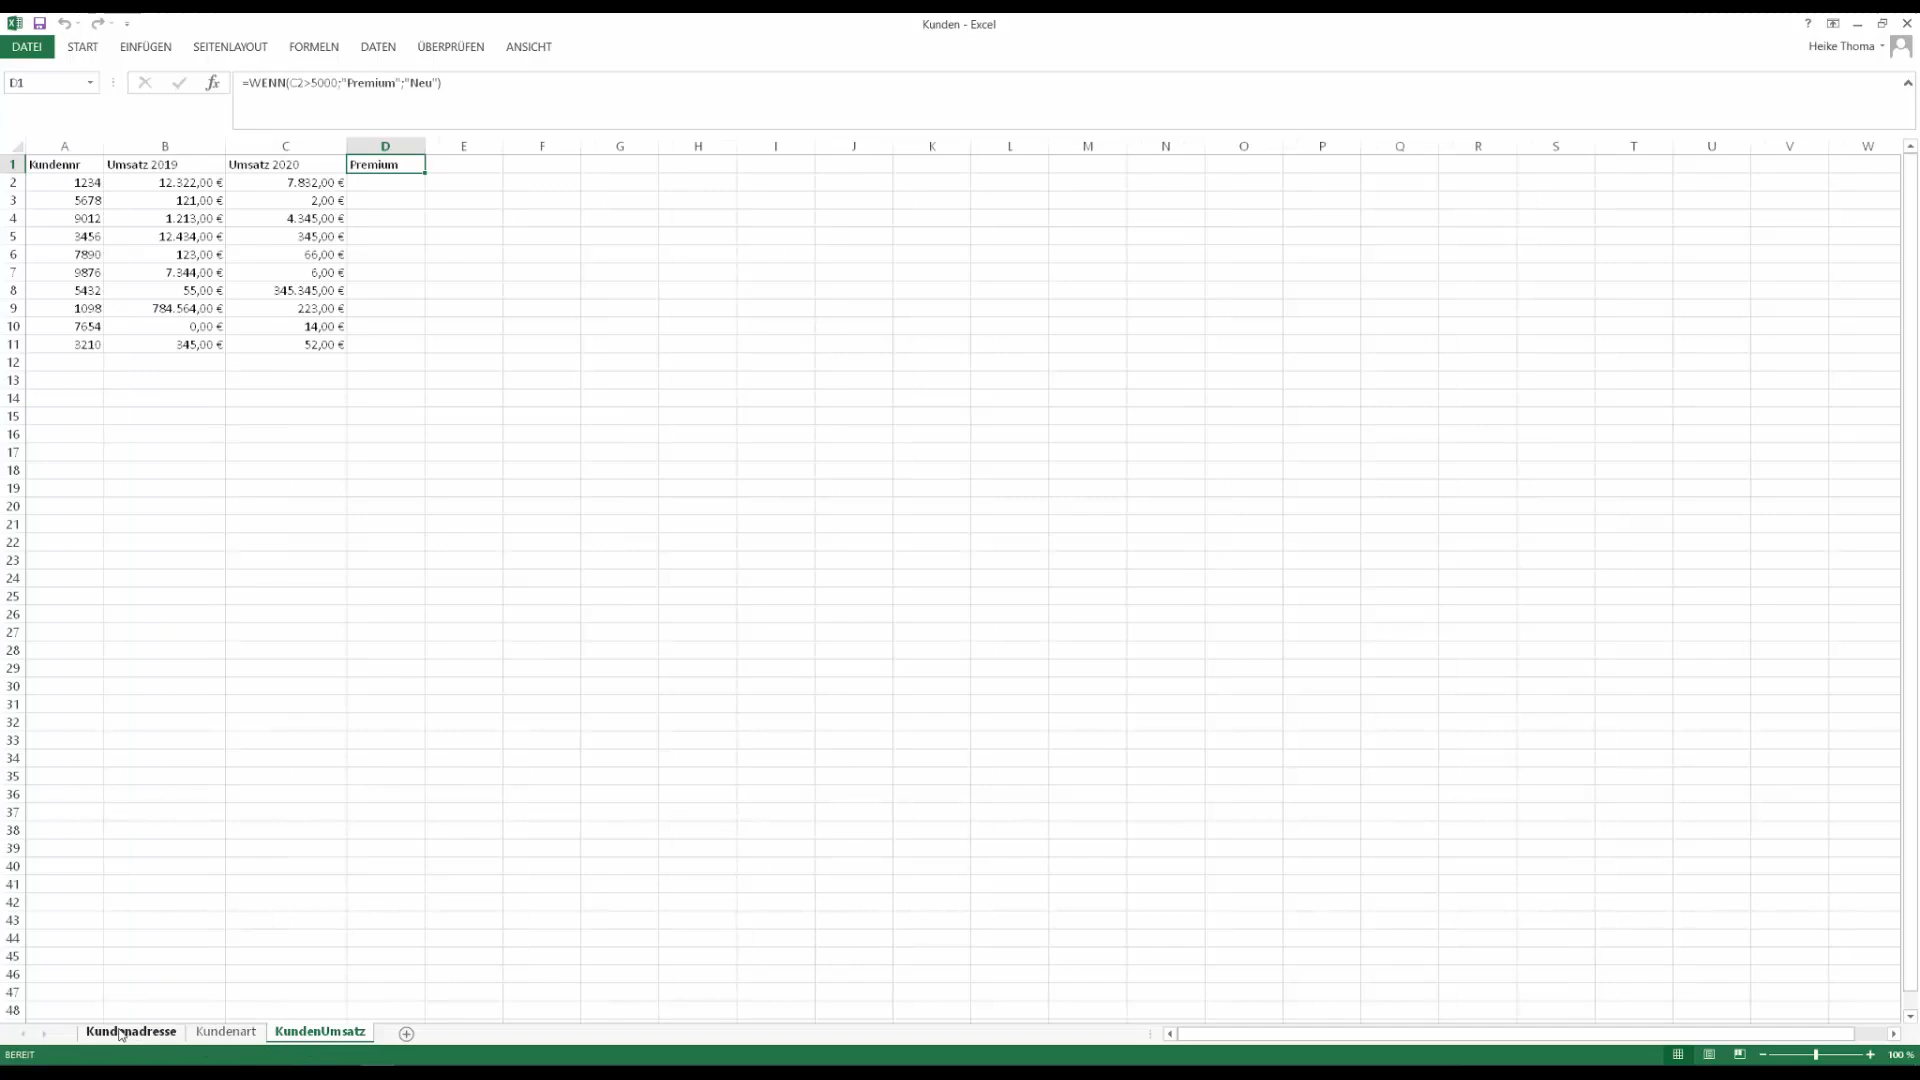 Kunden - Excel
?
DATEI START EINFÜGEN SEITENLAYOUT FORMELN DATEN ÜBERPRÜFEN ANSICHT Heike Thoma
D1 fx =WENN(C2>5000;"Premium";"Neu")
A B C D E F G H I J K L M N O P Q R S T U V W
1 Kundennr Umsatz 2019 Umsatz 2020 Premium
2 1234 12.322,00 € 7.832,00 €
3 5678 121,00 € 2,00 €
4 9012 1.213,00 € 4.345,00 €
5 3456 12.434,00 € 345,00 €
6 7890 123,00 € 66,00 €
7 9876 7.344,00 € 6,00 €
8 5432 55,00 € 345.345,00 €
9 1098 784.564,00 € 223,00 €
10 7654 0,00 € 14,00 €
11 3210 345,00 € 52,00 €
12
13
14
15
16
17
18
19
20
21
22
23
24
25
26
27
28
29
30
31
32
33
34
35
36
37
38
39
40
41
42
43
44
45
46
47
48
Kundenadresse Kundenart KundenUmsatz
BEREIT 100 %